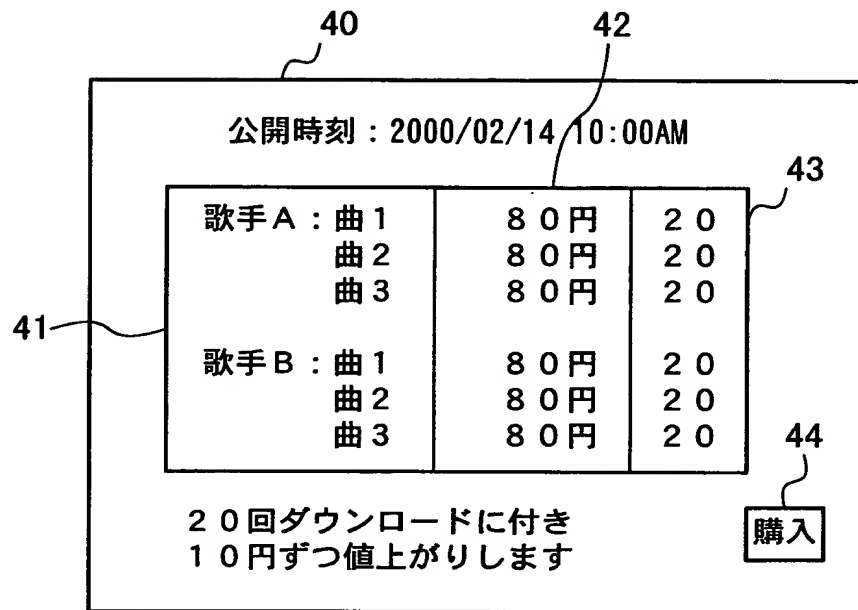 40
42
公開時刻：2000/02/14 10:00AM
43
歌手A：曲1 80円 20
曲2 80円 20
曲3 80円 20
41
歌手B：曲1 80円 20
曲2 80円 20
曲3 80円 20
44
20回ダウンロードに付き
10円ずつ値上がりします
購入